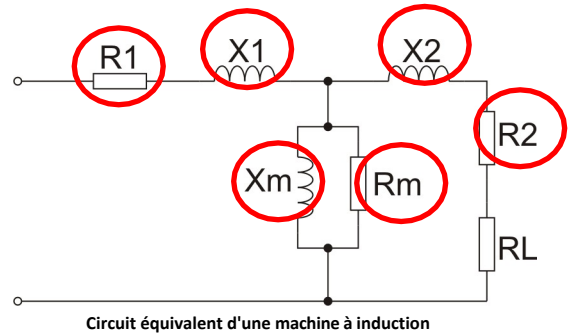 X1
X2
R1
R2
Xm
Rm
RL
Circuit équivalent d'une machine à induction